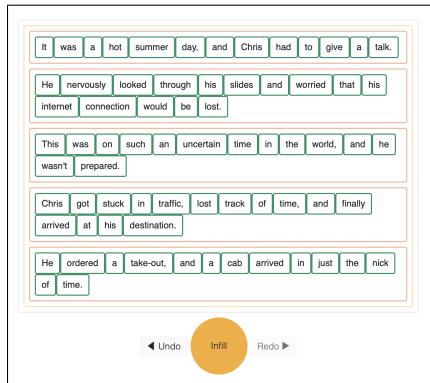 It was a hot summer day, and Chris had to give a talk.
He nervously looked through his slides and worried that his
internet connection would be lost.
This was on such an uncertain time in the world, and he
wasn't prepared.
Chris got stuck in traffic, lost track of time, and finally
arrived at his destination.
He ordered a take-out, and a cab arrived in just the nick
of time.
◀ Undo Infill Redo ▶